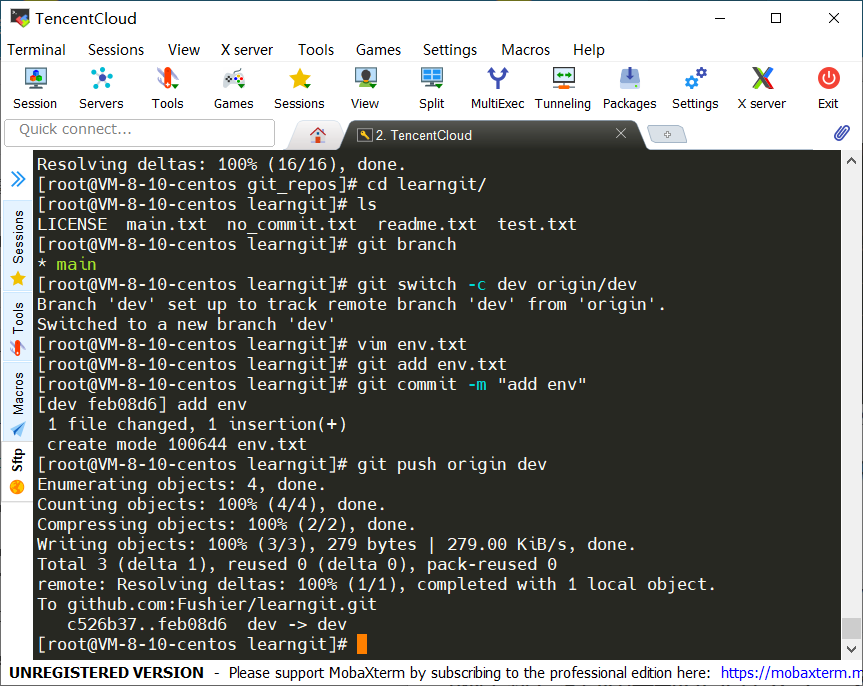 TencentCloud
Terminal Sessions View X server Tools Games Settings Macros Help
Session Servers Tools Games Sessions View Split MultiExec Tunneling Packages Settings X server Exit
Quick connect...
2. TencentCloud
Sessions
Tools
Macros
Sftp
Resolving deltas: 100% (16/16), done.
[root@VM-8-10-centos git_repos]# cd learngit/
[root@VM-8-10-centos learngit]# ls
LICENSE  main.txt  no_commit.txt  readme.txt  test.txt
[root@VM-8-10-centos learngit]# git branch
* main
[root@VM-8-10-centos learngit]# git switch -c dev origin/dev
Branch 'dev' set up to track remote branch 'dev' from 'origin'.
Switched to a new branch 'dev'
[root@VM-8-10-centos learngit]# vim env.txt
[root@VM-8-10-centos learngit]# git add env.txt
[root@VM-8-10-centos learngit]# git commit -m "add env"
[dev feb08d6] add env
 1 file changed, 1 insertion(+)
 create mode 100644 env.txt
[root@VM-8-10-centos learngit]# git push origin dev
Enumerating objects: 4, done.
Counting objects: 100% (4/4), done.
Compressing objects: 100% (2/2), done.
Writing objects: 100% (3/3), 279 bytes | 279.00 KiB/s, done.
Total 3 (delta 1), reused 0 (delta 0), pack-reused 0
remote: Resolving deltas: 100% (1/1), completed with 1 local object.
To github.com:Fushier/learngit.git
   c526b37..feb08d6  dev -> dev
[root@VM-8-10-centos learngit]#
UNREGISTERED VERSION - Please support MobaXterm by subscribing to the professional edition here: https://mobaxterm.m